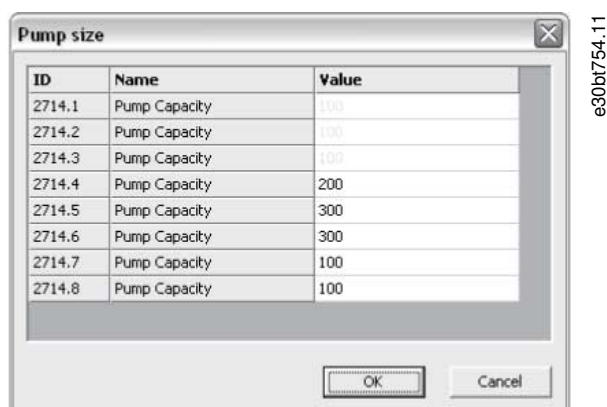 Pump size
ID Name Value
2714.1 Pump Capacity 100
2714.2 Pump Capacity 100
2714.3 Pump Capacity 100
2714.4 Pump Capacity 200
2714.5 Pump Capacity 300
2714.6 Pump Capacity 300
2714.7 Pump Capacity 100
2714.8 Pump Capacity 100
OK Cancel
e30bt754.11